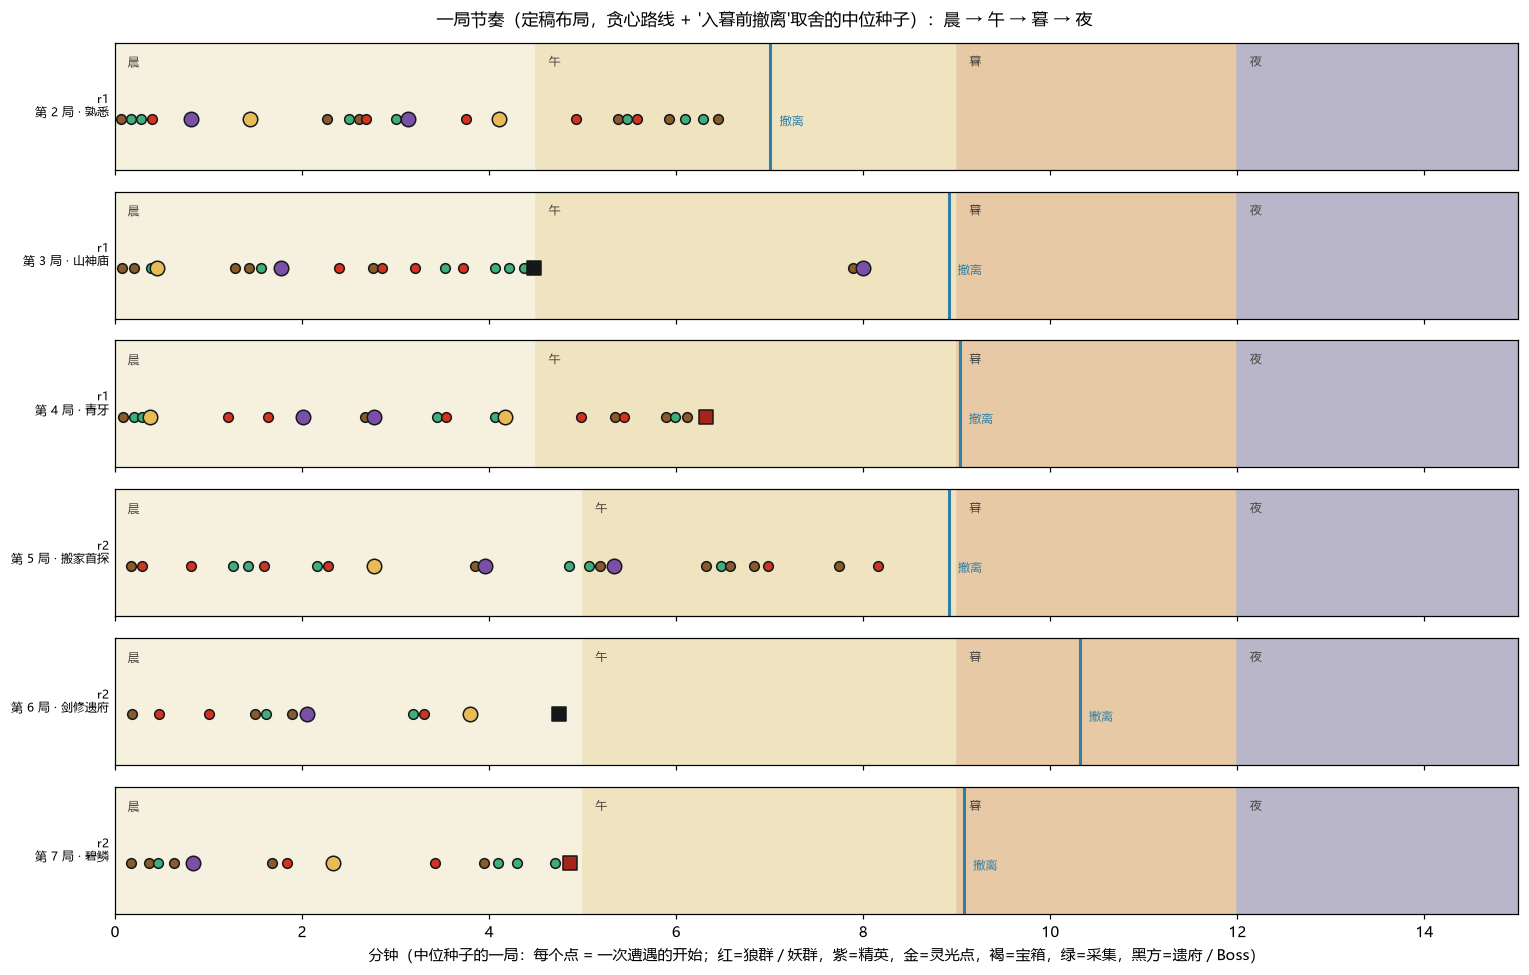 一局节奏（定稿布局，贪心路线 + '入暮前撤离'取舍的中位种子）：晨 → 午 → 暮 → 夜
晨 午 暮 夜
r1
第 2 局 · 熟悉
撤离
晨 午 暮 夜
r1
第 3 局 · 山神庙
撤离
晨 午 暮 夜
r1
第 4 局 · 青牙
撤离
晨 午 暮 夜
r2
第 5 局 · 搬家首探
撤离
晨 午 暮 夜
r2
第 6 局 · 剑修遗府
撤离
晨 午 暮 夜
r2
第 7 局 · 碧鳞
撤离
0 2 4 6 8 10 12 14
分钟（中位种子的一局：每个点 = 一次遭遇的开始；红=狼群 / 妖群，紫=精英，金=灵光点，褐=宝箱，绿=采集，黑方=遗府 / Boss）